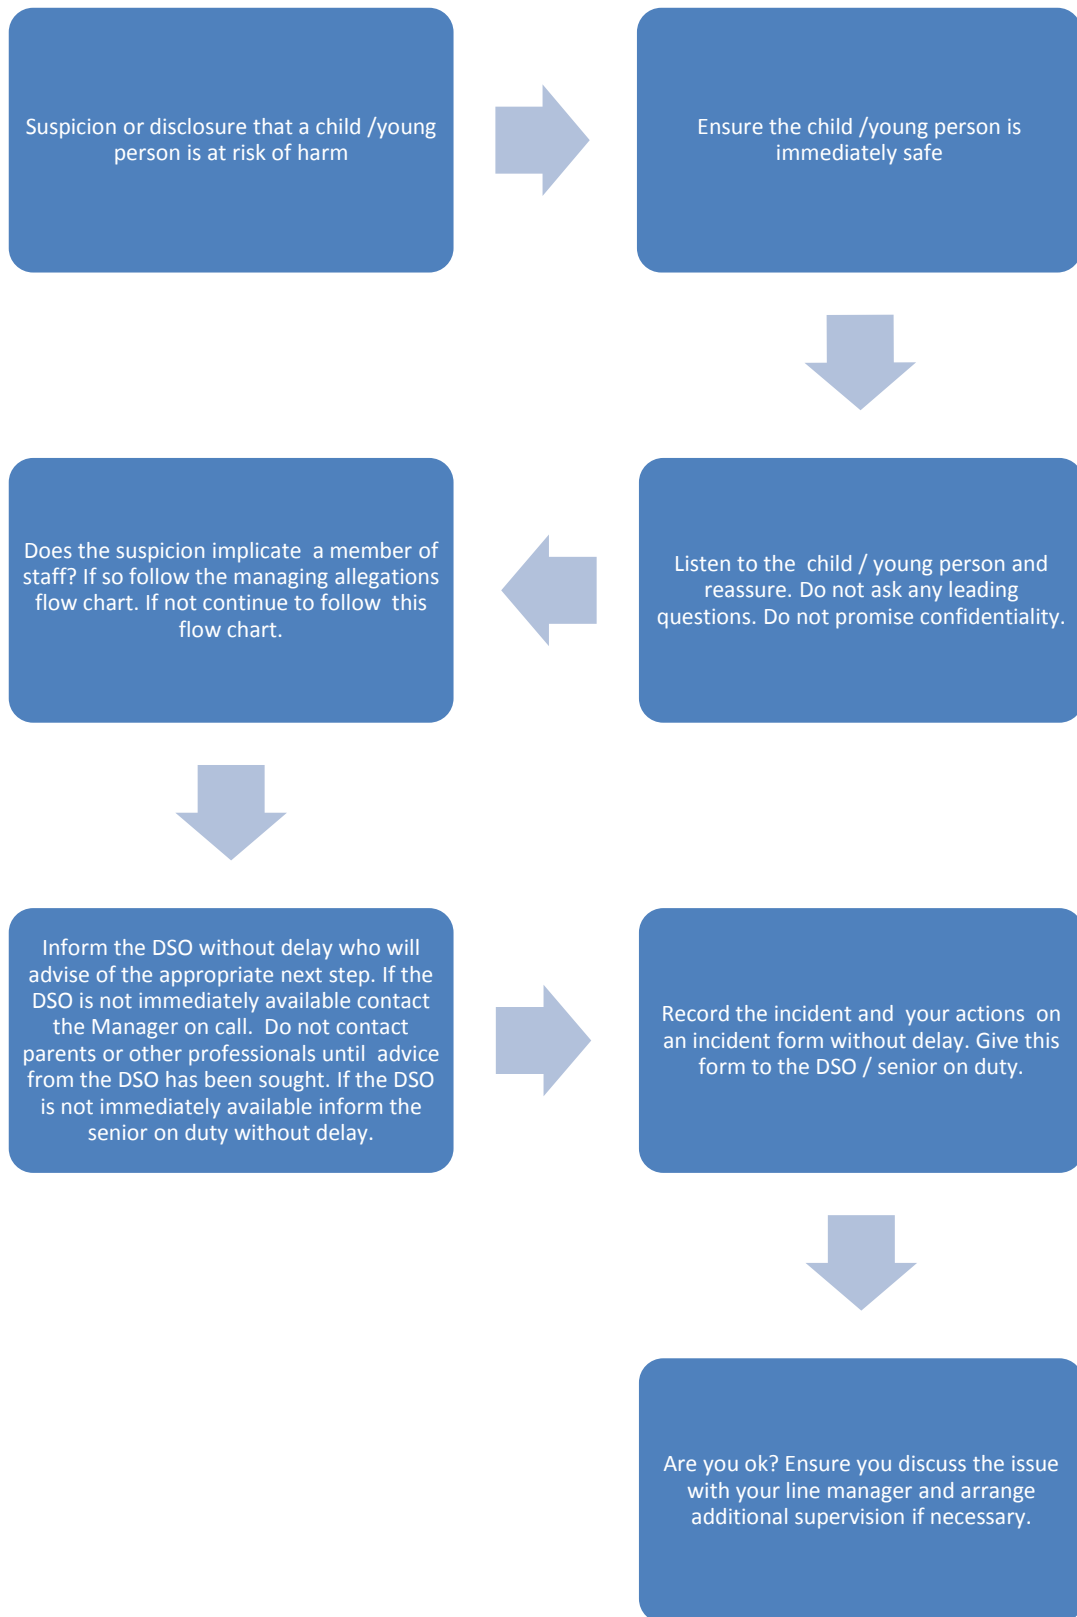 Suspicion or disclosure that a child /young
person is at risk of harm
Ensure the child /young person is
immediately safe
Listen to the  child / young person and
reassure. Do not ask any leading
questions. Do not promise confidentiality.
Does the suspicion implicate  a member of
staff? If so follow the managing allegations
flow chart. If not continue to follow  this
flow chart.
Inform the DSO without delay who will
advise of the appropriate next step. If the
DSO is not immediately available contact
the Manager on call.  Do not contact
parents or other professionals until  advice
from the DSO has been sought. If the DSO
is not immediately available inform the
senior on duty without delay.
Record the incident and  your actions  on
an incident form without delay. Give this
form to the DSO / senior on duty.
Are you ok? Ensure you discuss the issue
with your line manager and arrange
additional supervision if necessary.